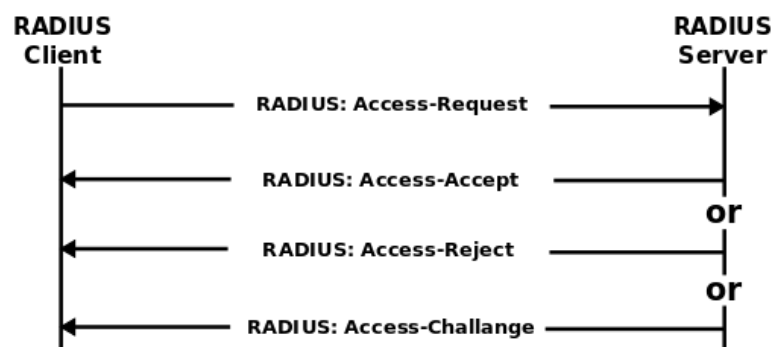 RADIUS
Client
RADIUS
Server
RADIUS: Access-Request
RADIUS: Access-Accept
or
RADIUS: Access-Reject
or
RADIUS: Access-Challange